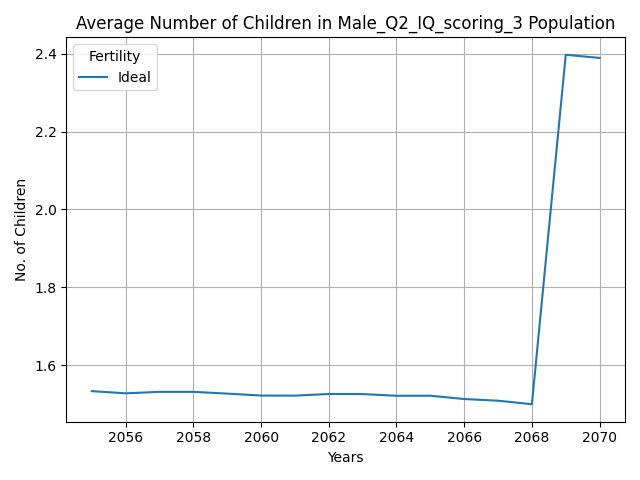 Average Number of Children in Male_Q2_IQ_scoring_3 Population
Fertility
Ideal
2.4
2.2
2.0
1.8
1.6
No. of Children
2056 2058 2060 2062 2064 2066 2068 2070
Years